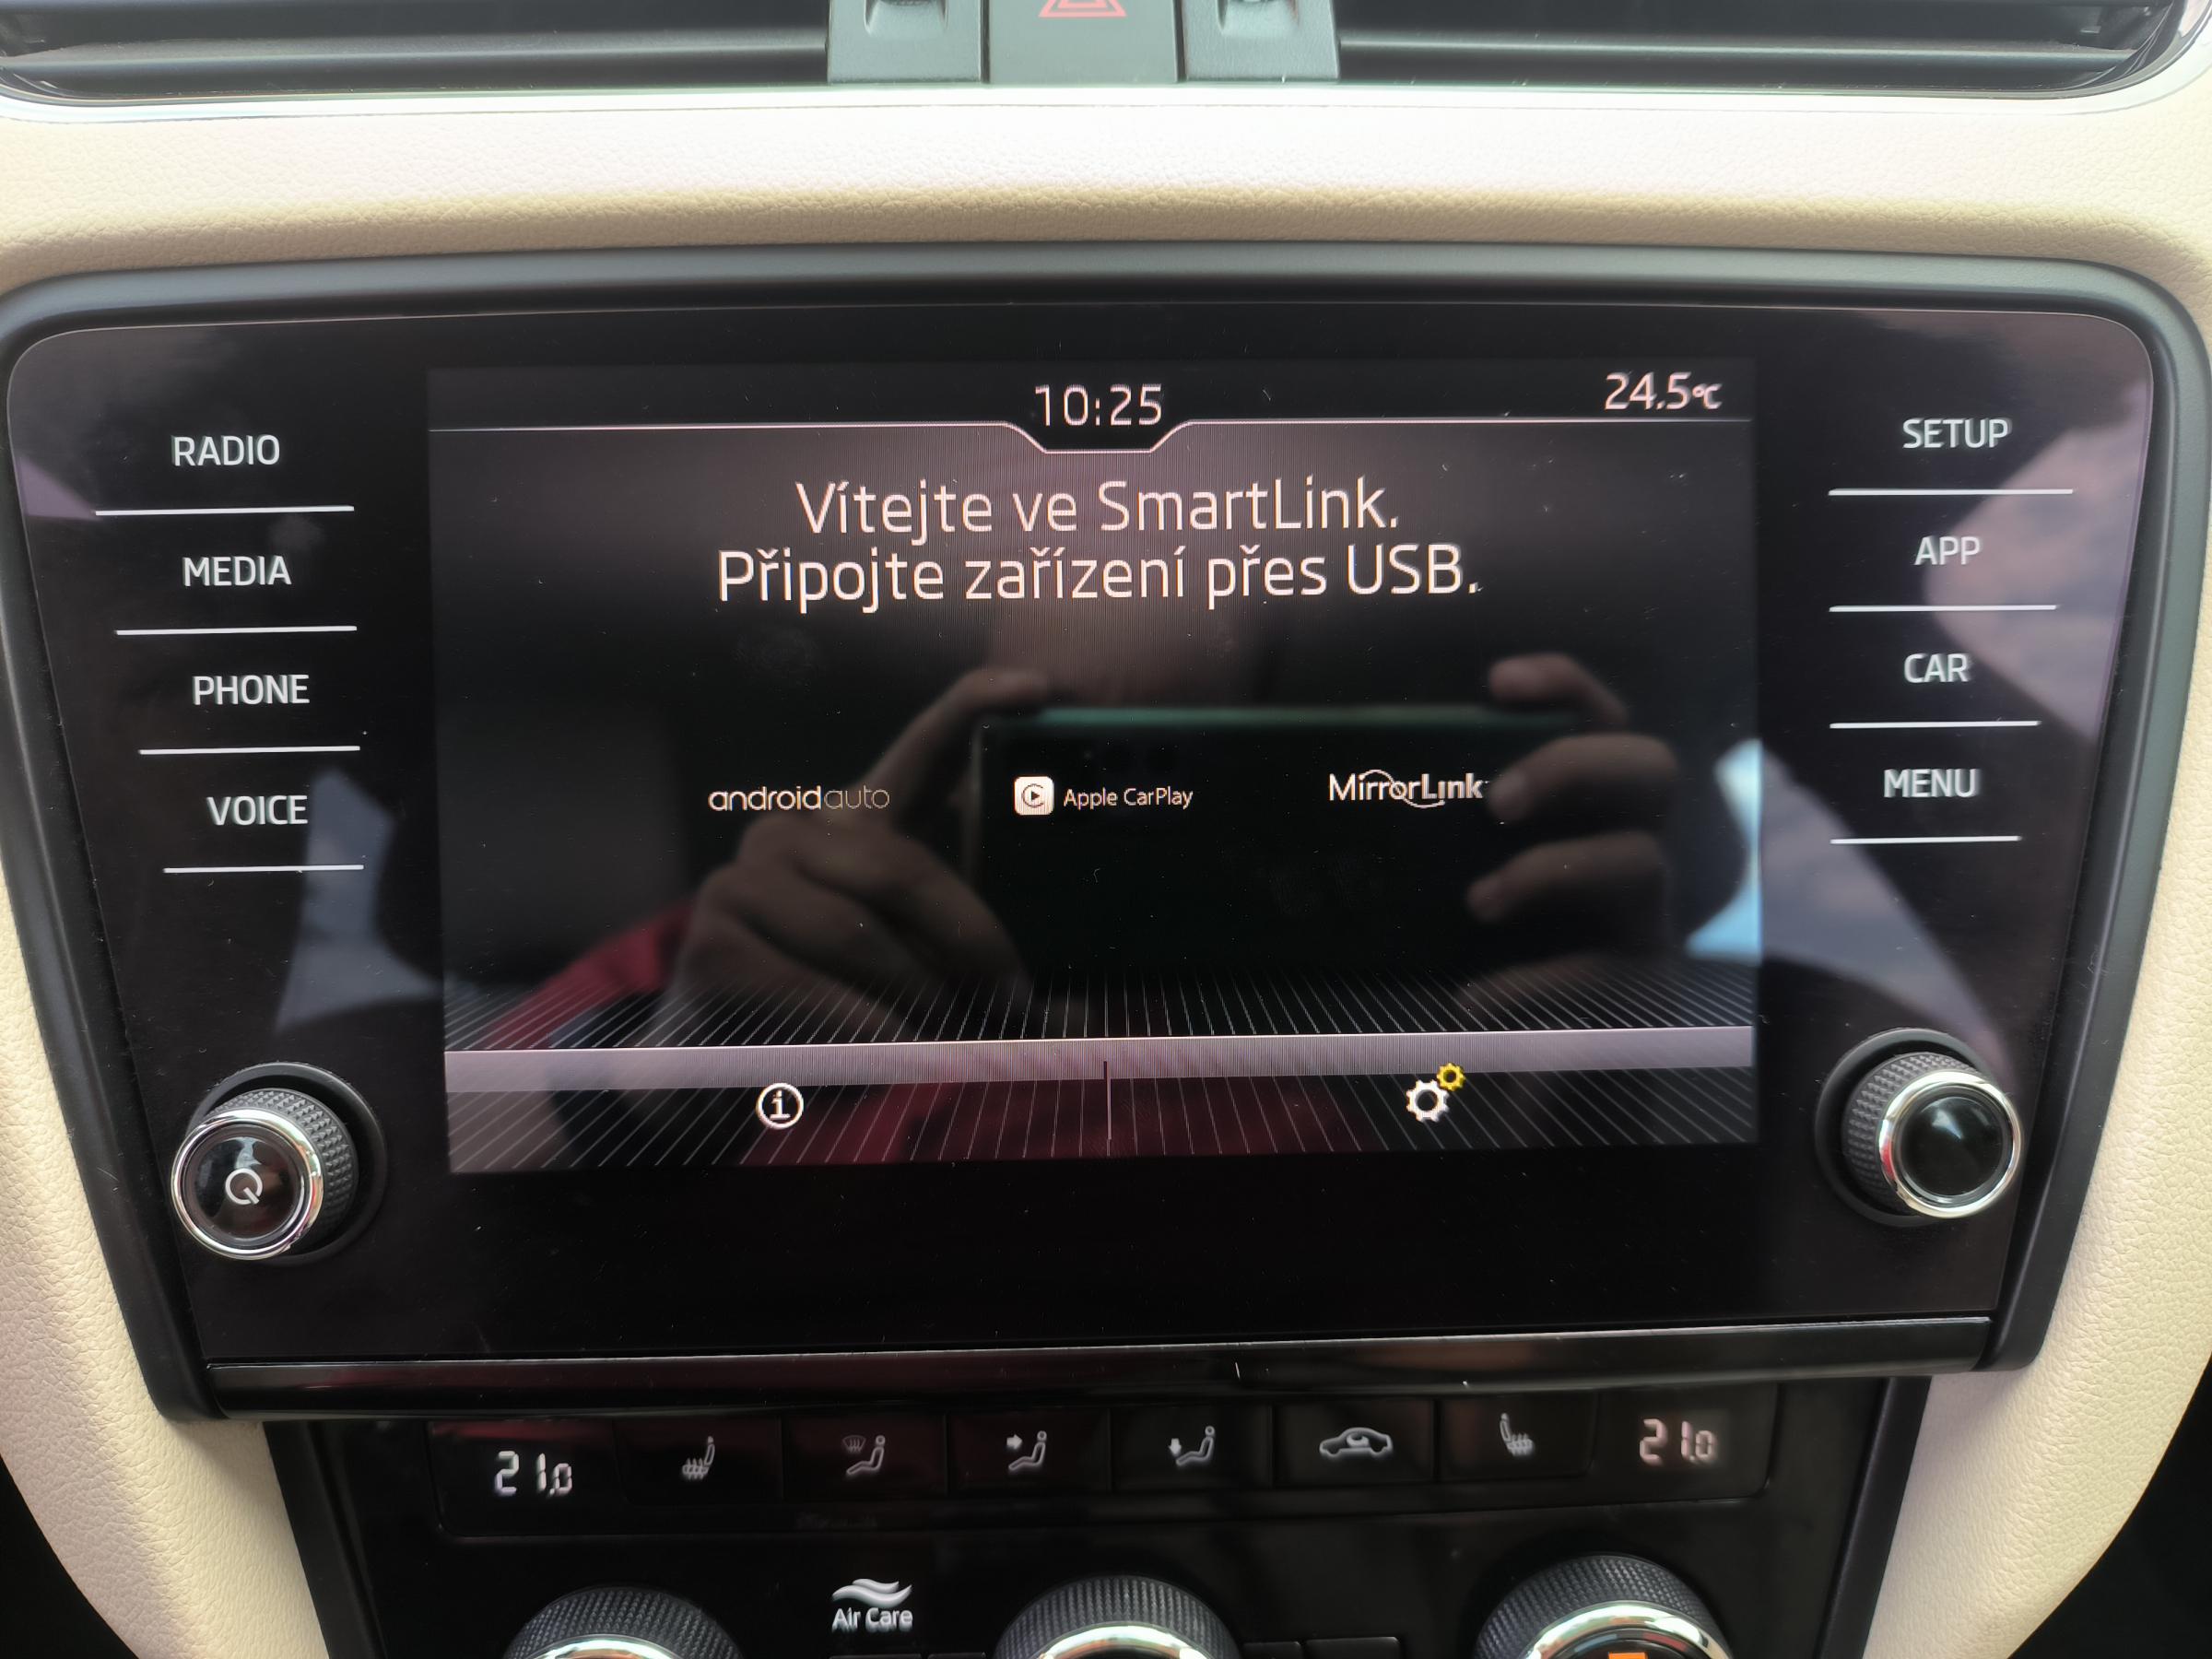 10:25
24.5°C
Vítejte ve SmartLink.
Připojte zařízení přes USB.
androidauto
Apple CarPlay
MirrorLink
RADIO
MEDIA
PHONE
VOICE
SETUP
APP
CAR
MENU
21.0
21.0
Air Care